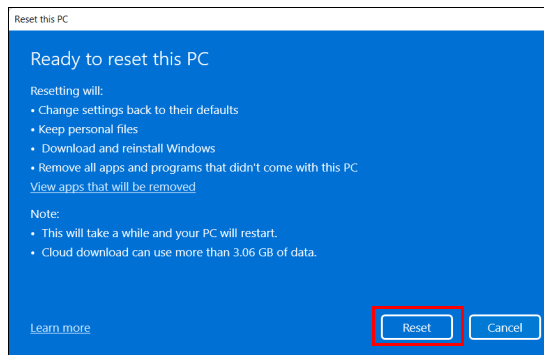 Reset this PC
Ready to reset this PC
Resetting will:
• Change settings back to their defaults
• Keep personal files
• Download and reinstall Windows
• Remove all apps and programs that didn't come with this PC
View apps that will be removed
Note:
• This will take a while and your PC will restart.
• Cloud download can use more than 3.06 GB of data.
Learn more
Reset
Cancel